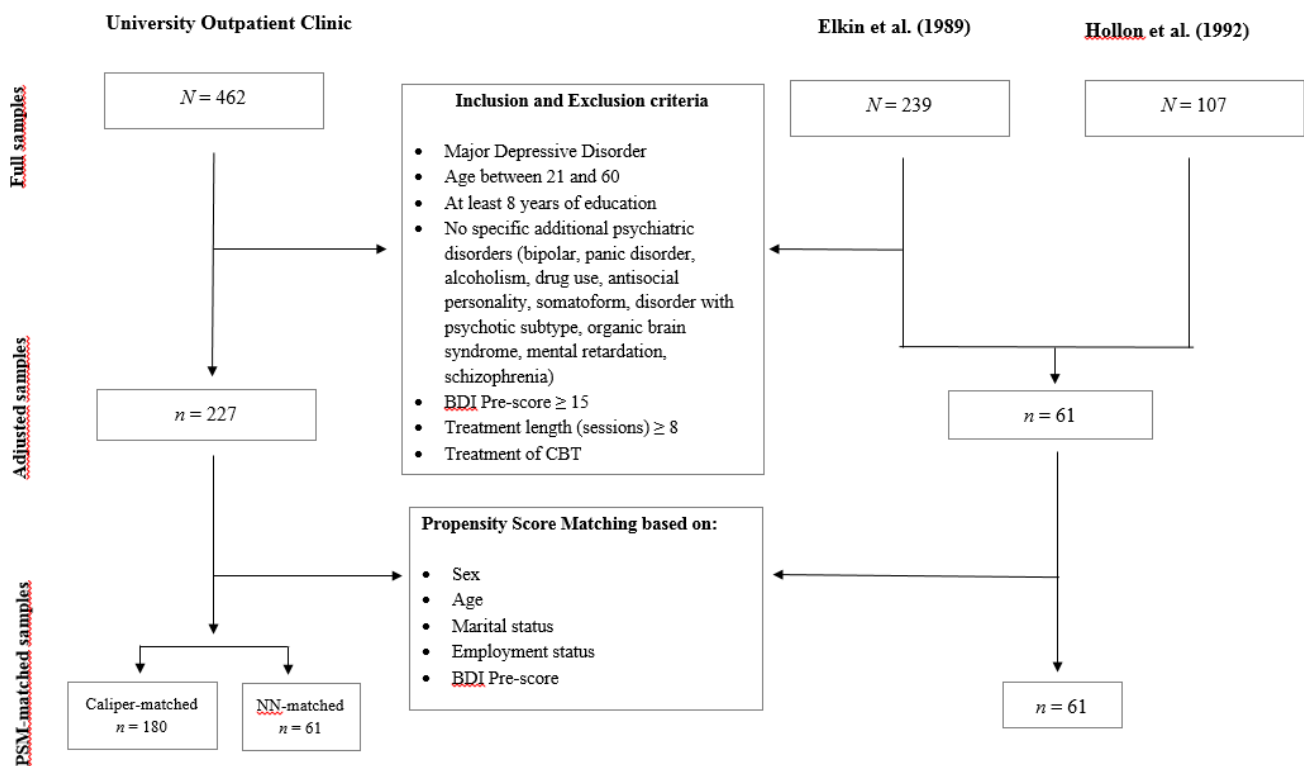 University Outpatient Clinic
Elkin et al. (1989)
Hollon et al. (1992)
Full samples
N = 462
Inclusion and Exclusion criteria
• Major Depressive Disorder
• Age between 21 and 60
• At least 8 years of education
• No specific additional psychiatric
disorders (bipolar, panic disorder,
alcoholism, drug use, antisocial
personality, somatoform, disorder with
psychotic subtype, organic brain
syndrome, mental retardation,
schizophrenia)
• BDI Pre-score ≥ 15
• Treatment length (sessions) ≥ 8
• Treatment of CBT
N = 239
N = 107
Adjusted samples
n = 227
n = 61
PSM-matched samples
Propensity Score Matching based on:
• Sex
• Age
• Marital status
• Employment status
• BDI Pre-score
Caliper-matched
n = 180
NN-matched
n = 61
n = 61